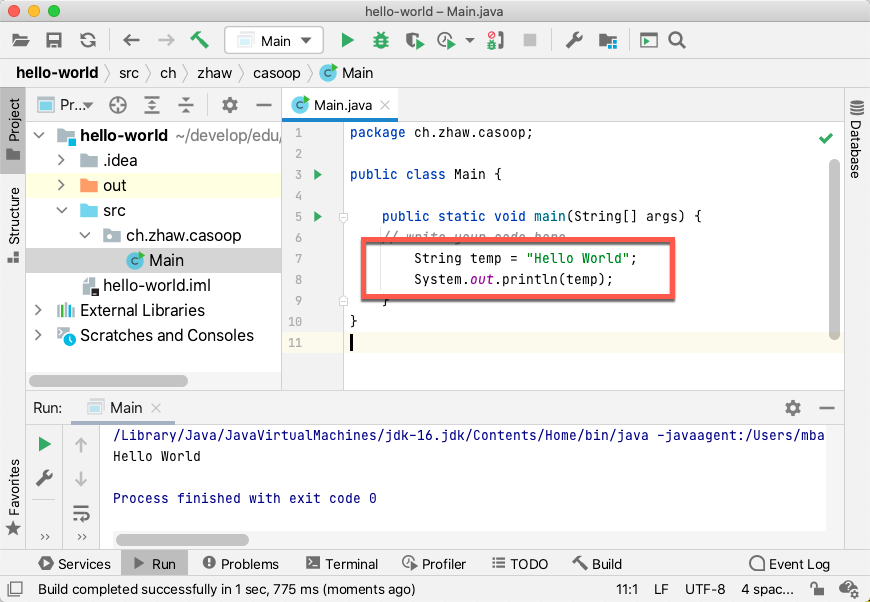 hello-world – Main.java
Main
hello-world src ch zhaw casoop Main
Project
Structure
Favorites
Database
Pr...
hello-world ~/develop/edu/
.idea
out
src
ch.zhaw.casoop
Main
hello-world.iml
External Libraries
Scratches and Consoles
Main.java
1 package ch.zhaw.casoop;
2
3 public class Main {
4
5 public static void main(String[] args) {
6 // write your code here
7 String temp = "Hello World";
8 System.out.println(temp);
9 }
10 }
11
Run: Main
/Library/Java/JavaVirtualMachines/jdk-16.jdk/Contents/Home/bin/java -javaagent:/Users/mba
Hello World
Process finished with exit code 0
Services Run Problems Terminal Profiler TODO Build Event Log
Build completed successfully in 1 sec, 775 ms (moments ago) 11:1 LF UTF-8 4 spac...